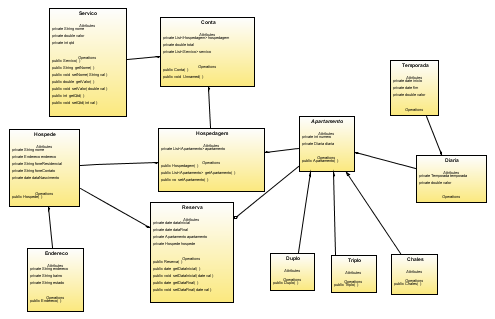 Servico
Attributes
private String nome
private double valor
private int qtd
Operations
public Servico( )
public String getNome( )
public void setNome( String val )
public double getValor( )
public void setValor( double val )
public int getQtd( )
public void setQtd( int val )
Conta
Attributes
private List<Hospedagem> hospedagem
private double total
private List<Servico> servico
Operations
public Conta( )
public void Unnamed( )
Temporada
Attributes
private date inicio
private date fim
private double valor
Operations
Hospede
Attributes
private String nome
private Endereco endereco
private String foneResidencial
private String foneContato
private date dataNascimento
Operations
public Hospede( )
Hospedagem
Attributes
private List<Apartamento> apartamento
Operations
public Hospedagem( )
public List<Apartamento> getApartamento( )
public vo setApartamento( )
Apartamento
Attributes
private int numero
private Diaria diaria
Operations
public Apartamento( )
Diaria
Attributes
private Temporada temporada
private double valor
Operations
Reserva
Attributes
private date dataInicial
private date dataFinal
private Apartamento apartamento
private Hospede hospede
Operations
public Reserva( )
public date getDataInicial( )
public void setDataInicial( date val )
public date getDataFinal( )
public void setDataFinal( date val )
Endereco
Attributes
private String endereco
private String bairro
private String estado
Operations
public Endereco( )
Duplo
Attributes
Operations
public Duplo( )
Triplo
Attributes
Operations
public Triplo( )
Chales
Attributes
Operations
public Chales( )